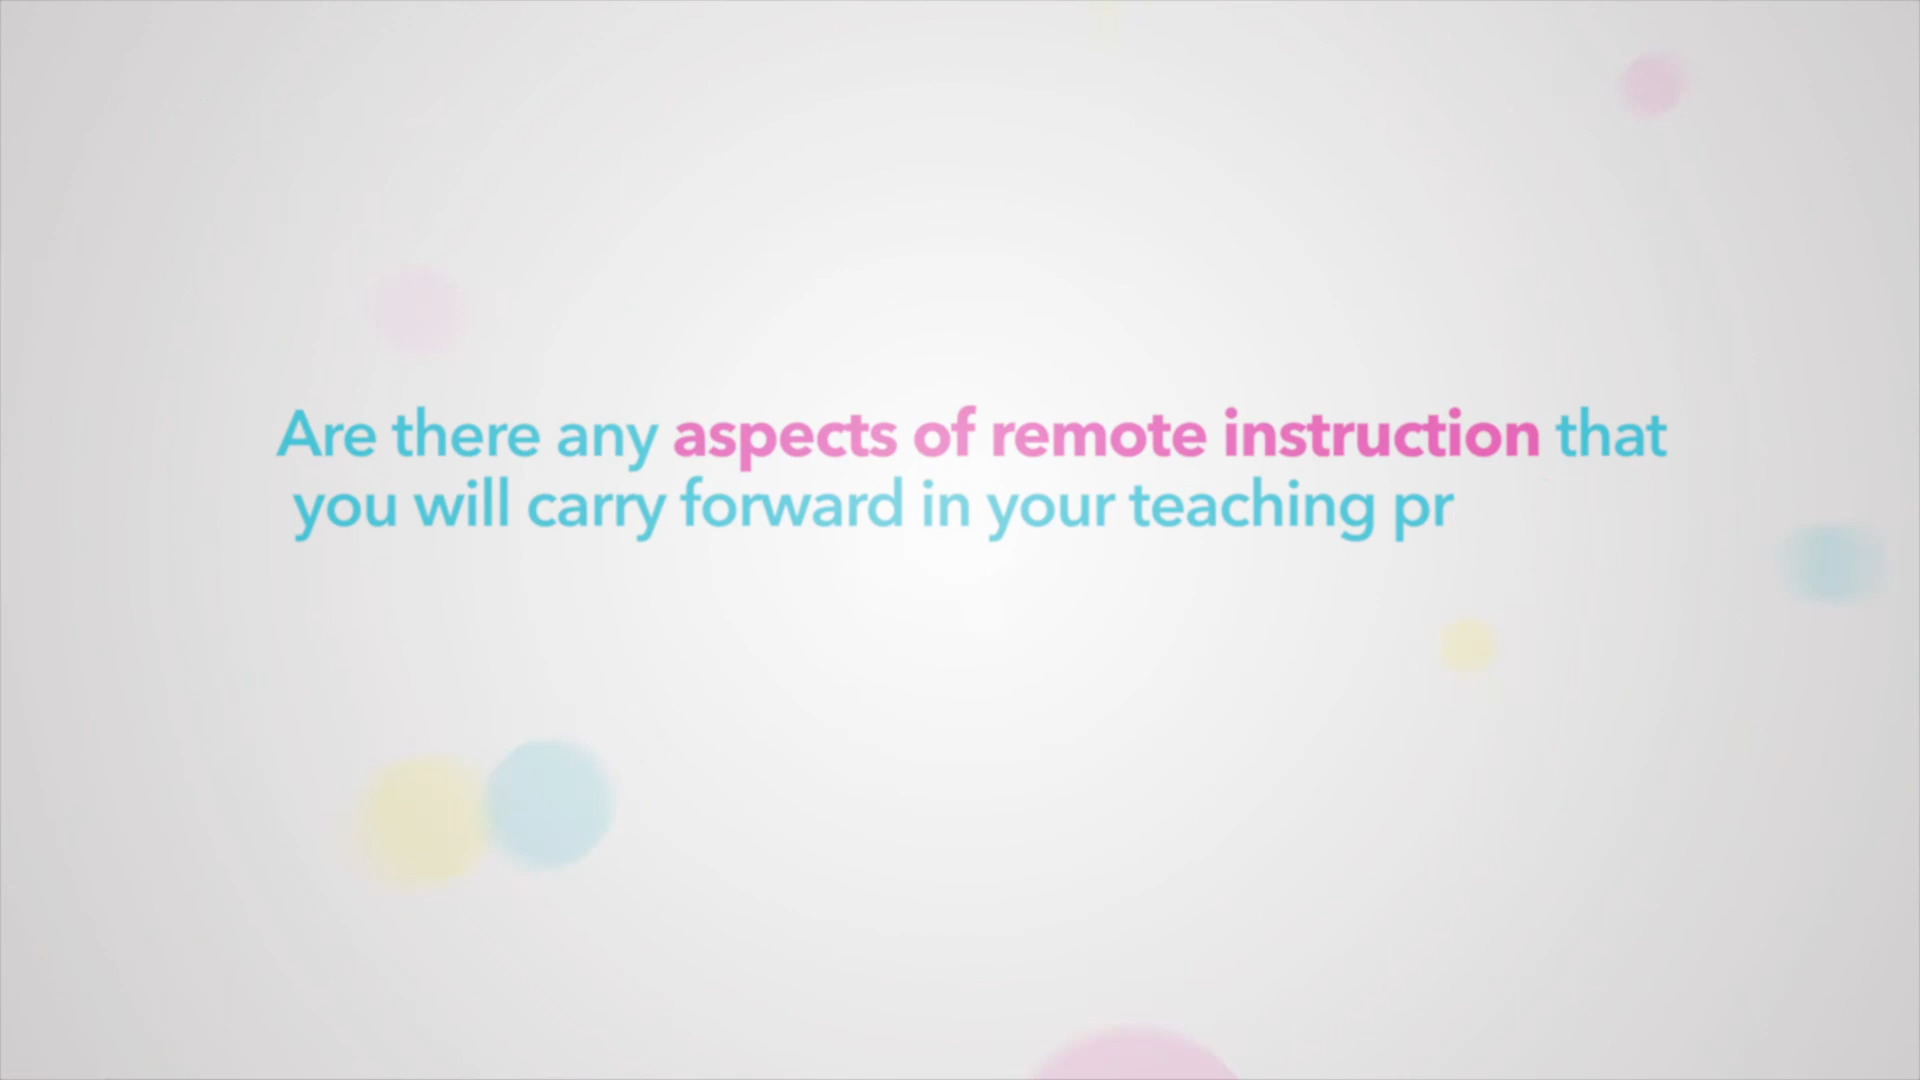 Are there any aspects of remote instruction that
you will carry forward in your teaching pr